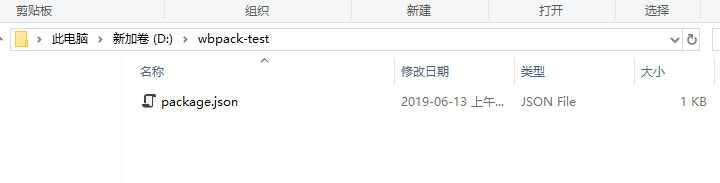 剪贴板 组织 新建 打开 选择
此电脑 新加卷 (D:) wbpack-test
名称 修改日期 类型 大小
package.json 2019-06-13 上午... JSON File 1 KB